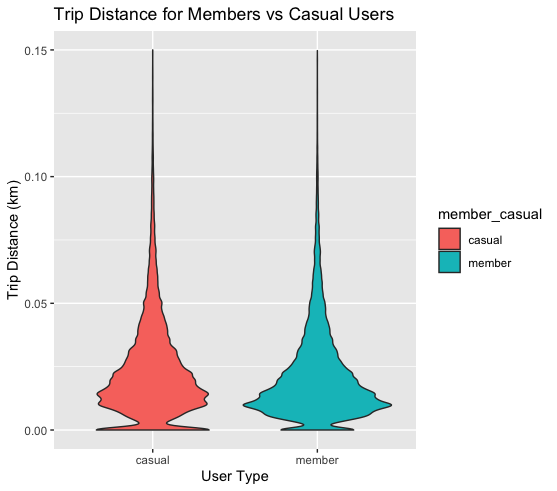 Trip Distance for Members vs Casual Users
0.15
0.10
0.05
0.00
Trip Distance (km)
casual
member
User Type
member_casual
casual
member